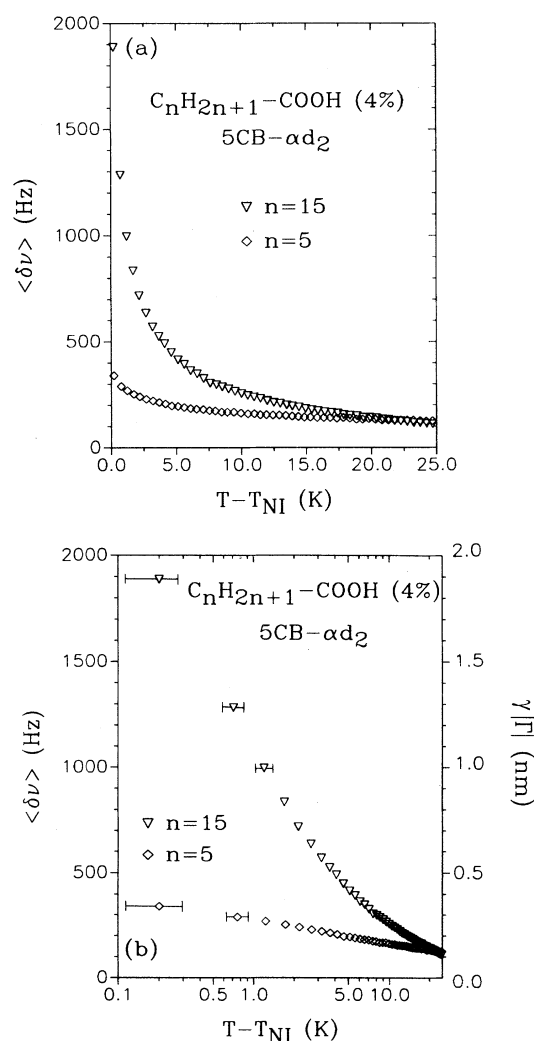 2000
(a)
CnH2n+1−COOH (4%)
5CB−αd2
1500
▽ n=15
◇ n=5
<δν> (Hz)
1000
500
0
0.0 5.0 10.0 15.0 20.0 25.0
T−TNI (K)
2000 2.0
CnH2n+1−COOH (4%)
5CB−αd2
1500 1.5
<δν> (Hz)
γ|Γ| (nm)
1000 1.0
▽ n=15
◇ n=5
500 0.5
(b)
0 0.0
0.1 0.5 1.0 5.0 10.0
T−TNI (K)